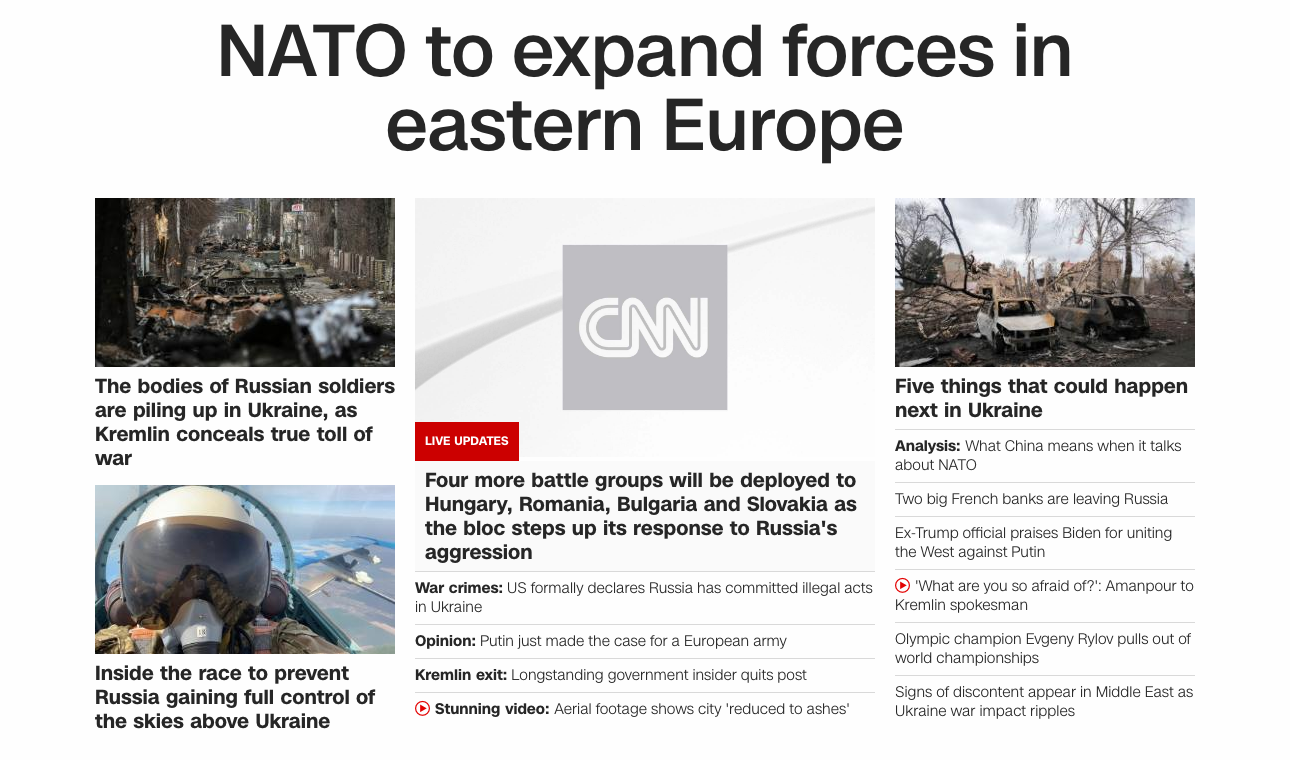 NATO to expand forces in
eastern Europe
The bodies of Russian soldiers
are piling up in Ukraine, as
Kremlin conceals true toll of
war
Inside the race to prevent
Russia gaining full control of
the skies above Ukraine
CNN
LIVE UPDATES
Four more battle groups will be deployed to
Hungary, Romania, Bulgaria and Slovakia as
the bloc steps up its response to Russia's
aggression
War crimes: US formally declares Russia has committed illegal acts
in Ukraine
Opinion: Putin just made the case for a European army
Kremlin exit: Longstanding government insider quits post
Stunning video: Aerial footage shows city 'reduced to ashes'
Five things that could happen
next in Ukraine
Analysis: What China means when it talks
about NATO
Two big French banks are leaving Russia
Ex-Trump official praises Biden for uniting
the West against Putin
'What are you so afraid of?': Amanpour to
Kremlin spokesman
Olympic champion Evgeny Rylov pulls out of
world championships
Signs of discontent appear in Middle East as
Ukraine war impact ripples